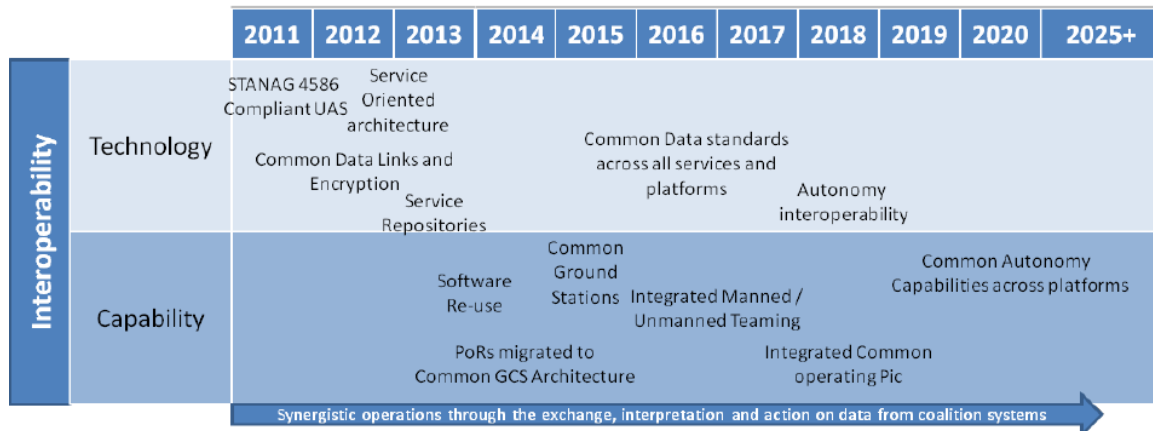 2011 2012 2013 2014 2015 2016 2017 2018 2019 2020 2025+
Interoperability
Technology
STANAG 4586
Compliant UAS
Service
Oriented
architecture
Common Data Links and
Encryption
Service
Repositories
Common Data standards
across all services and
platforms
Autonomy
interoperability
Capability
Software
Re-use
Common
Ground
Stations
Integrated Manned /
Unmanned Teaming
Common Autonomy
Capabilities across platforms
PoRs migrated to
Common GCS Architecture
Integrated Common
operating Pic
Synergistic operations through the exchange, interpretation and action on data from coalition systems